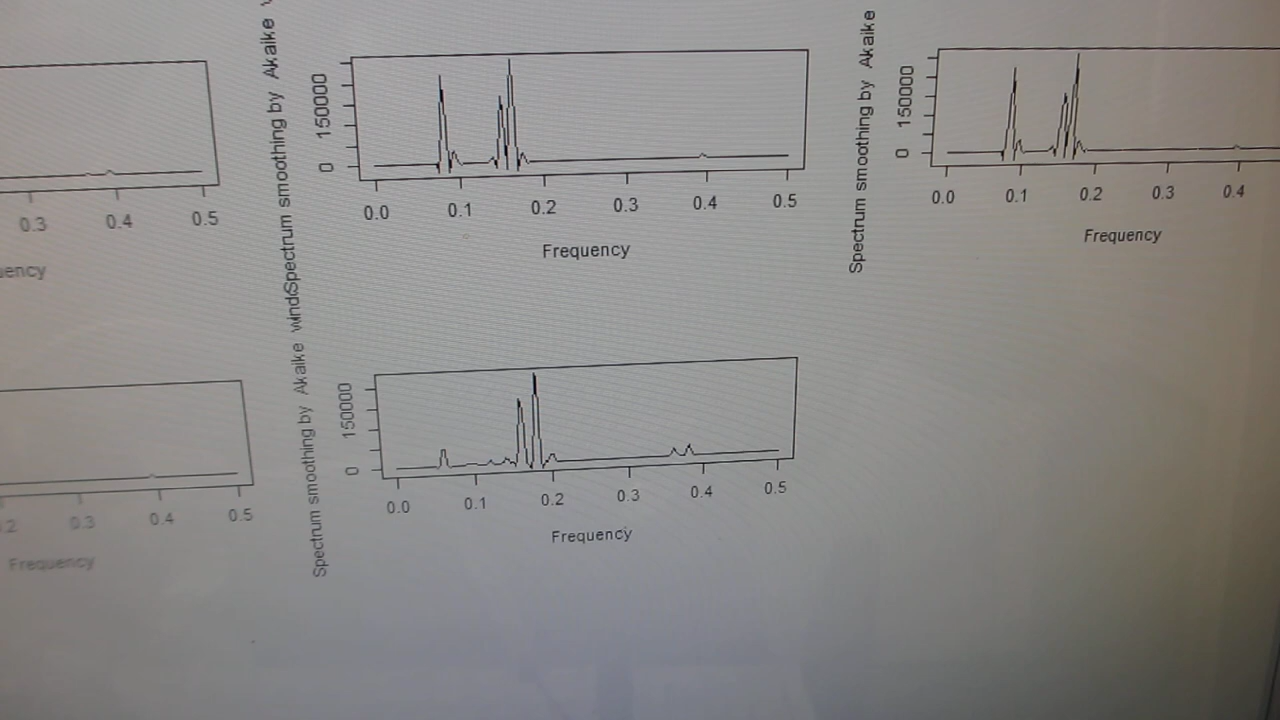 Spectrum smoothing by Akaike
150000
0
0.0 0.1 0.2 0.3 0.4 0.5
Frequency
Spectrum smoothing by Akaike
150000
0
0.0 0.1 0.2 0.3 0.4
Frequency
0.3 0.4 0.5
uency
Spectrum smoothing by Akaike windo
150000
0
0.0 0.1 0.2 0.3 0.4 0.5
Frequency
.2 0.3 0.4 0.5
Frequency